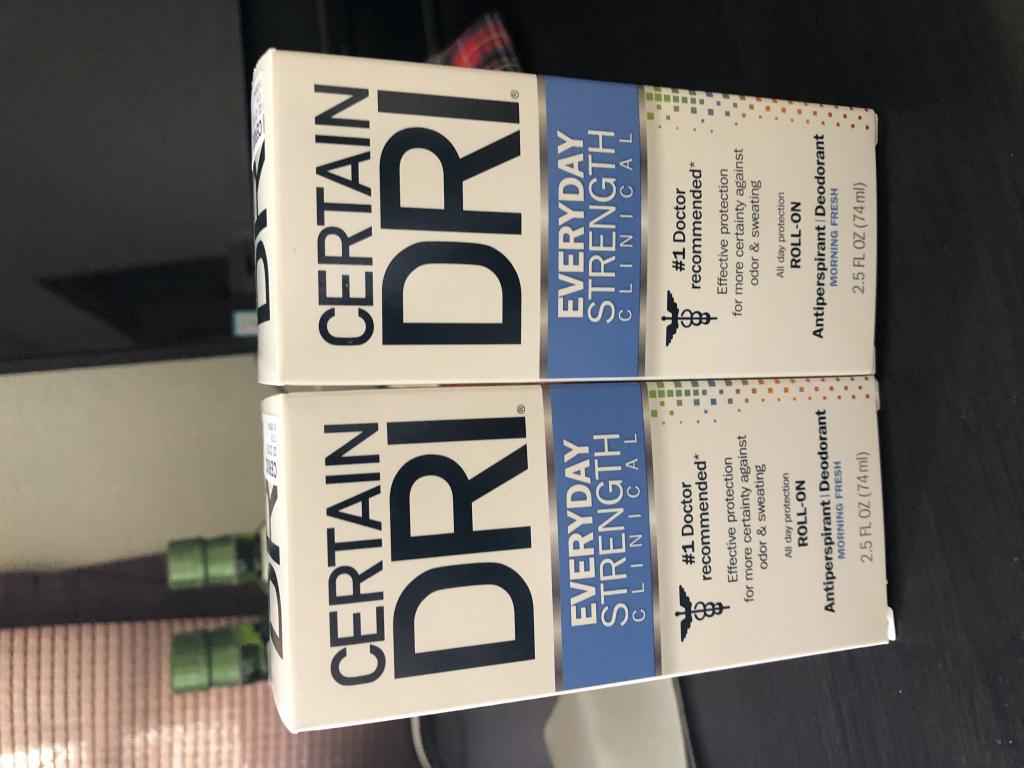 CERTAIN
DRI®
EVERYDAY
STRENGTH
CLINICAL
#1 Doctor
recommended*
Effective protection
for more certainty against
odor & sweating
All day protection
ROLL-ON
Antiperspirant | Deodorant
MORNING FRESH
2.5 FL OZ (74 ml)
CERTAIN
DRI®
EVERYDAY
STRENGTH
CLINICAL
#1 Doctor
recommended*
Effective protection
for more certainty against
odor & sweating
All day protection
ROLL-ON
Antiperspirant | Deodorant
MORNING FRESH
2.5 FL OZ (74 ml)